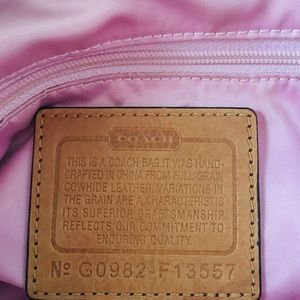 COACH
THIS IS A COACH BAG.IT WAS HAND-
CRAFTED IN CHINA FROM FULL-GRAIN
COWHIDE LEATHER. VARIATIONS IN
THE GRAIN ARE A CHARACTERISTIC.
ITS SUPERIOR CRAFTSMANSHIP
REFLECTS OUR COMMITMENT TO
ENDURING QUALITY.
No G0982-F13557